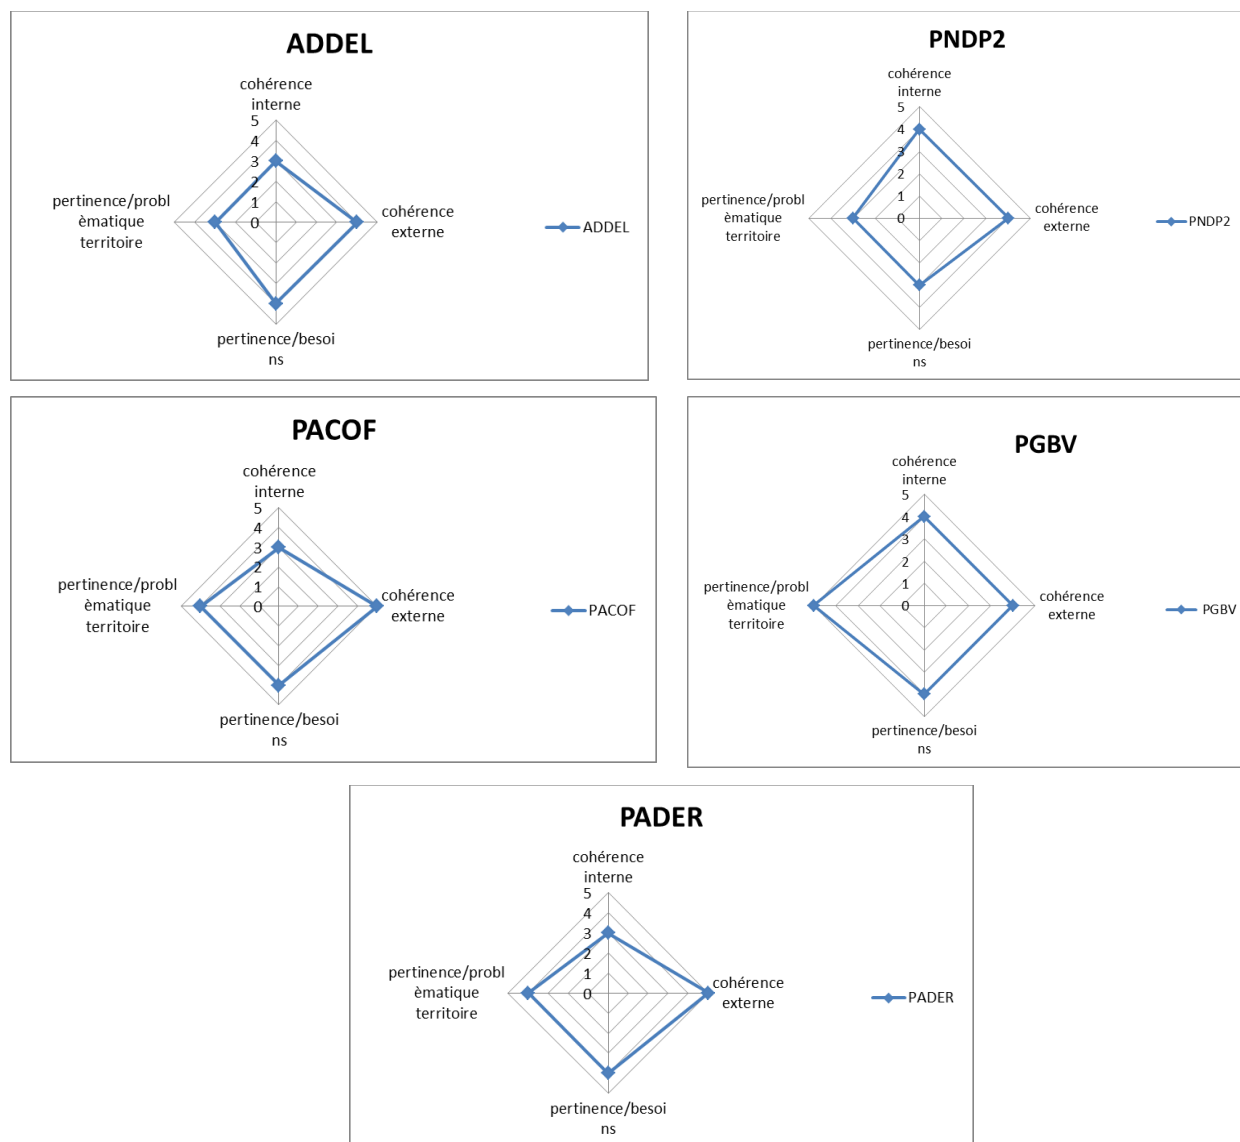 ADDEL
cohérence
interne
5
4
3
2
1
0
pertinence/probl
èmatique
territoire
cohérence
externe
pertinence/besoi
ns
ADDEL
PNDP2
cohérence
interne
5
4
3
2
1
0
pertinence/probl
èmatique
territoire
cohérence
externe
pertinence/besoi
ns
PNDP2
PACOF
cohérence
interne
5
4
3
2
1
0
pertinence/probl
èmatique
territoire
cohérence
externe
pertinence/besoi
ns
PACOF
PGBV
cohérence
interne
5
4
3
2
1
0
pertinence/probl
èmatique
territoire
cohérence
externe
pertinence/besoi
ns
PGBV
PADER
cohérence
interne
5
4
3
2
1
0
pertinence/probl
èmatique
territoire
cohérence
externe
pertinence/besoi
ns
PADER